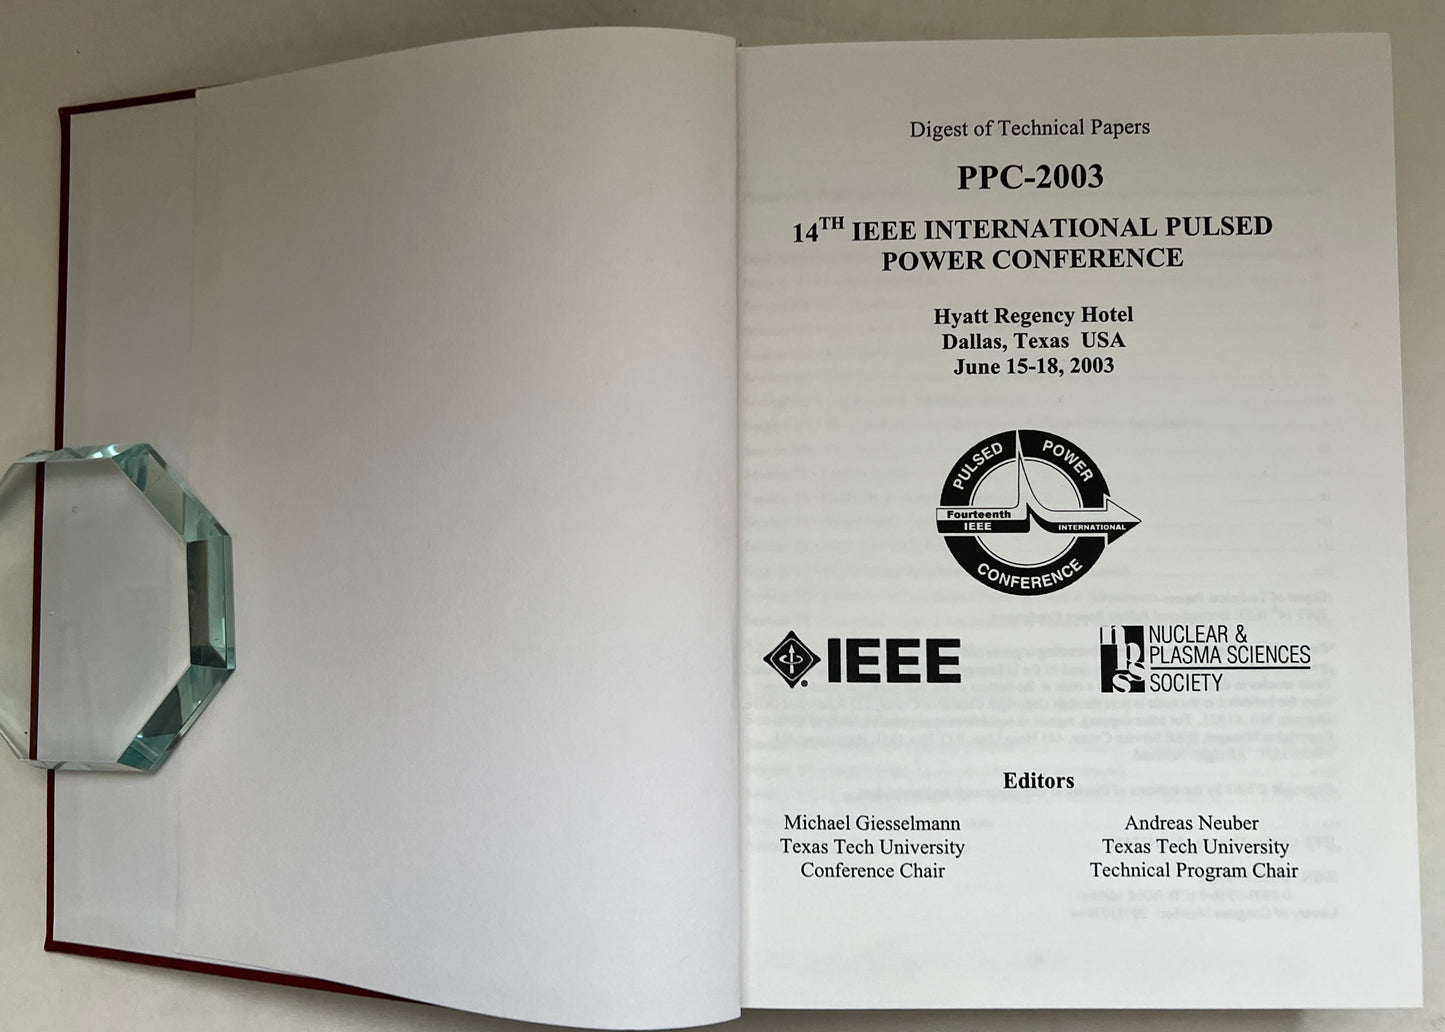 Digest of Technical Papers
PPC-2003
14TH IEEE INTERNATIONAL PULSED
POWER CONFERENCE
Hyatt Regency Hotel
Dallas, Texas USA
June 15-18, 2003
PULSED POWER
Fourteenth
IEEE
INTERNATIONAL
CONFERENCE
IEEE
npss
NUCLEAR &
PLASMA SCIENCES
SOCIETY
Editors
Michael Giesselmann
Texas Tech University
Conference Chair
Andreas Neuber
Texas Tech University
Technical Program Chair